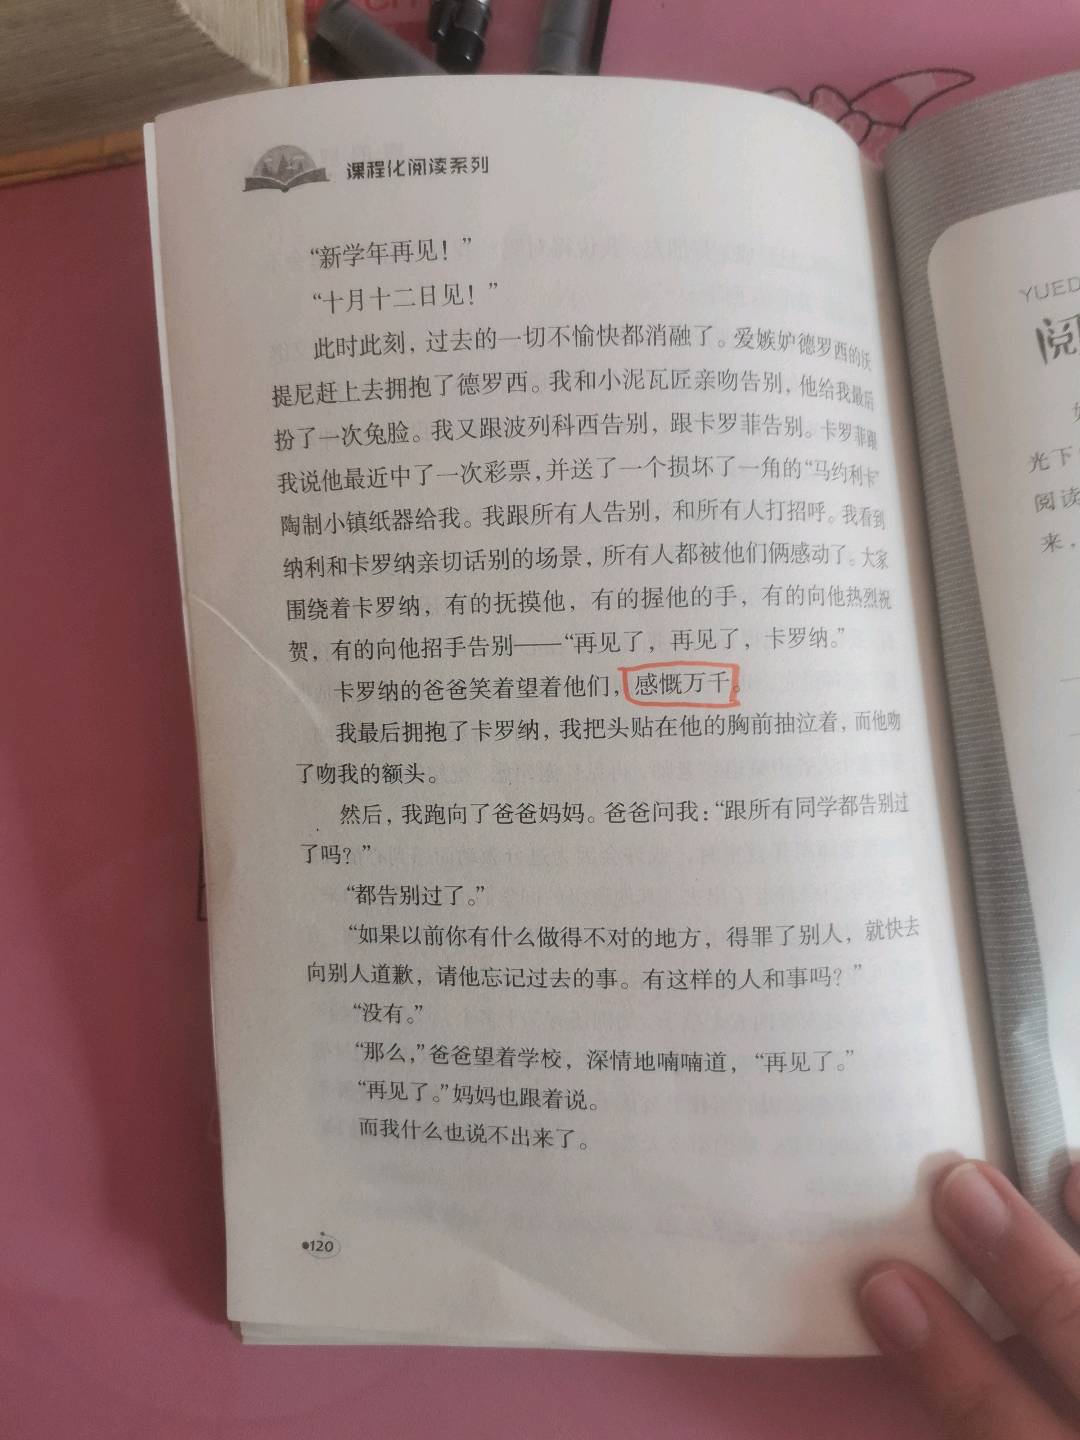 课程化阅读系列
“新学年再见！”
“十月十二日见！”
此时此刻，过去的一切不愉快都消融了。爱嫉妒德罗西的沃
提尼赶上去拥抱了德罗西。我和小泥瓦匠亲吻告别，他给我最后
扮了一次兔脸。我又跟波列科西告别，跟卡罗菲告别。卡罗菲跟
我说他最近中了一次彩票，并送了一个损坏了一角的“马约利卡”
陶制小镇纸器给我。我跟所有人告别，和所有人打招呼。我看到
纳利和卡罗纳亲切话别的场景，所有人都被他们俩感动了。大家
围绕着卡罗纳，有的抚摸他，有的握他的手，有的向他热烈祝
贺，有的向他招手告别——“再见了，再见了，卡罗纳。”
卡罗纳的爸爸笑着望着他们，感慨万千。
我最后拥抱了卡罗纳，我把头贴在他的胸前抽泣着，而他吻
了吻我的额头。
然后，我跑向了爸爸妈妈。爸爸问我：“跟所有同学都告别过
了吗？”
“都告别过了。”
“如果以前你有什么做得不对的地方，得罪了别人，就快去
向别人道歉，请他忘记过去的事。有这样的人和事吗？”
“没有。”
“那么，”爸爸望着学校，深情地喃喃道，“再见了。”
“再见了。”妈妈也跟着说。
而我什么也说不出来了。
120
YUED
阅
光下
阅读
来，